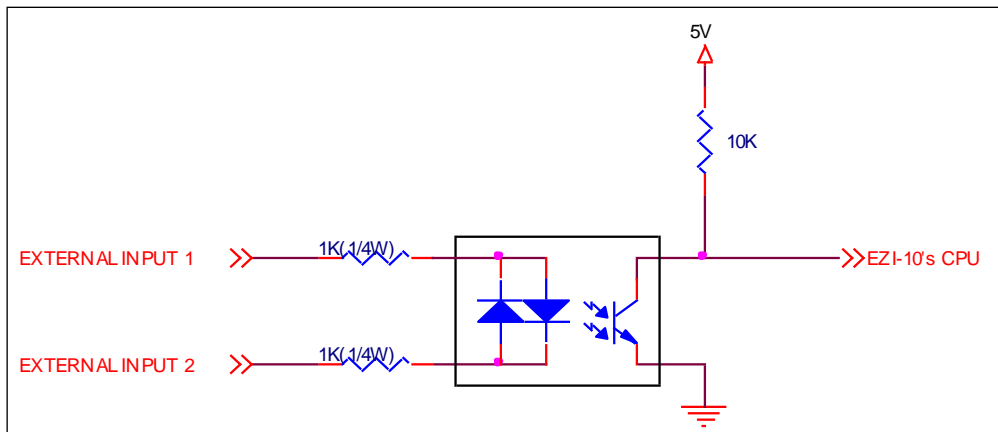 5V
10K
EXTERNAL INPUT 1
1K( 1/4W)
EZI-10's CPU
EXTERNAL INPUT 2
1K( 1/4W)